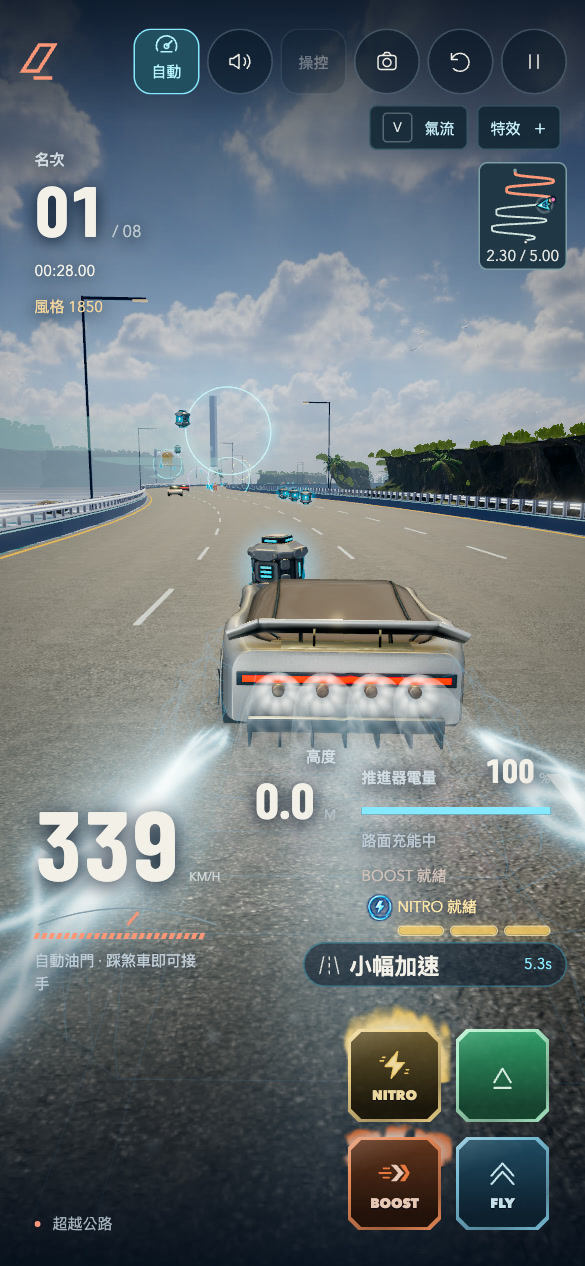 自動
操控
V 氣流
特效 +
名次
01 / 08
2.30 / 5.00
00:28.00
風格 1850
高度
0.0 M
推進器電量 100 %
路面充能中
339 KM/H
BOOST 就緒
NITRO 就緒
自動油門 · 踩煞車即可接
手
小幅加速 5.3s
NITRO
BOOST
FLY
超越公路